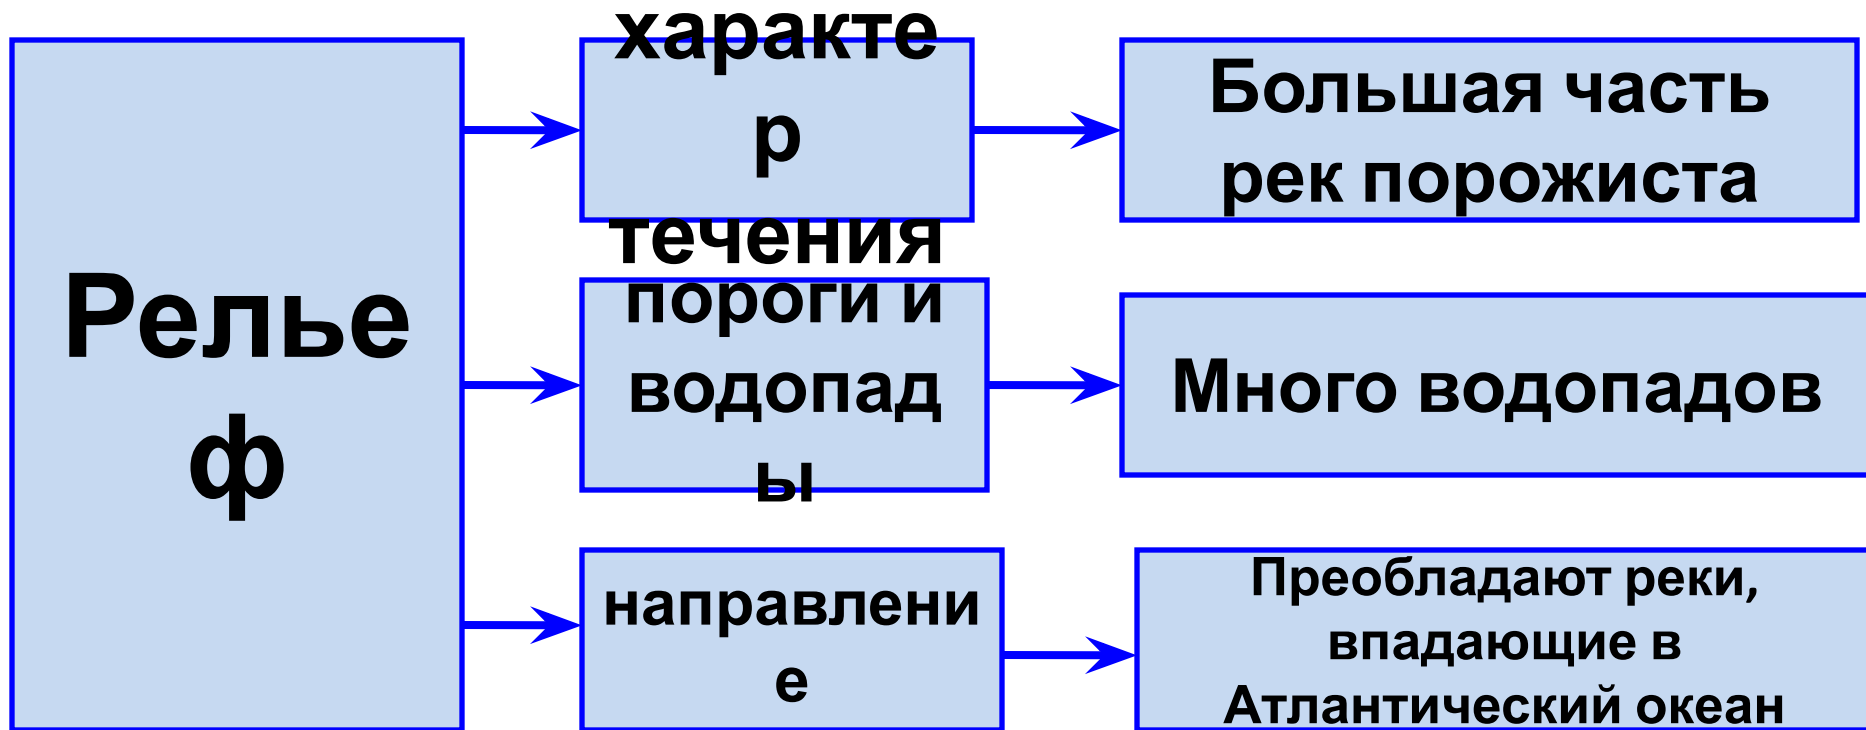 Релье
ф
характе
р
течения
Большая часть
рек порожиста
пороги и
водопад
ы
Много водопадов
направлени
е
Преобладают реки,
впадающие в
Атлантический океан